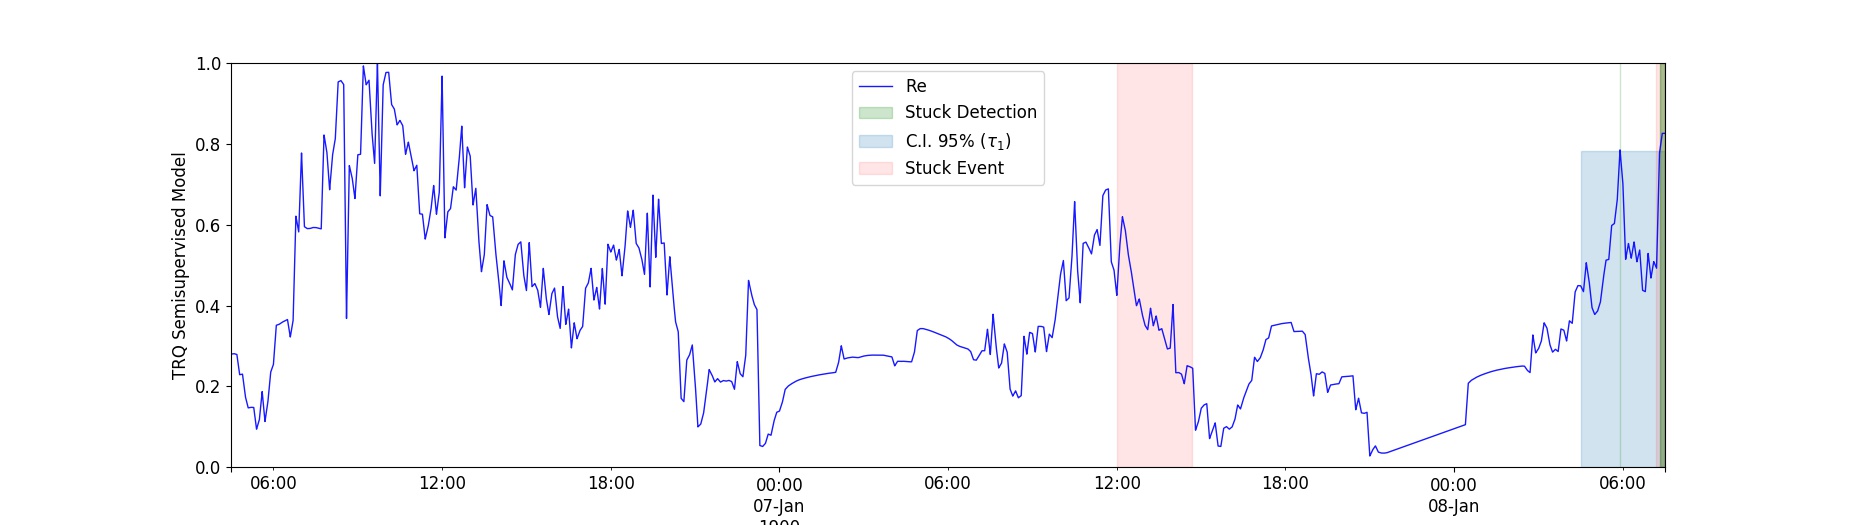 1.0
0.8
0.6
0.4
0.2
0.0
TRQ Semisupervised Model
Re
Stuck Detection
C.I. 95% (τ₁)
Stuck Event
06:00 12:00 18:00 00:00 06:00 12:00 18:00 00:00 06:00
07-Jan 08-Jan
1900